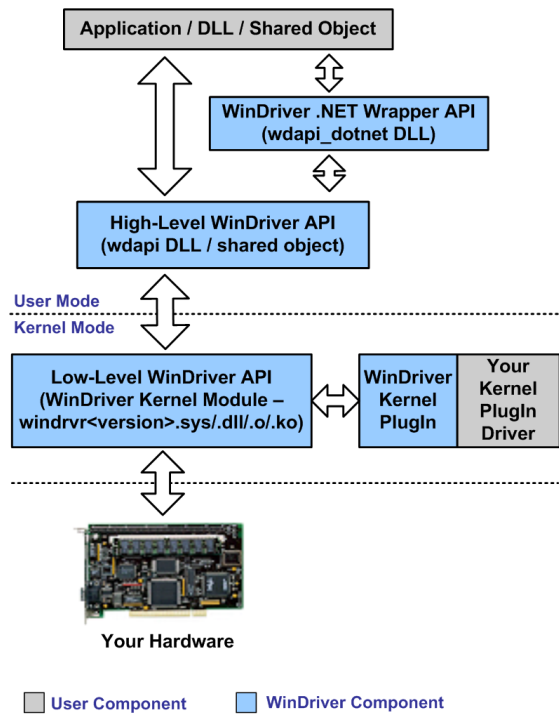 Application / DLL / Shared Object
WinDriver .NET Wrapper API
(wdapi_dotnet DLL)
High-Level WinDriver API
(wdapi DLL / shared object)
User Mode
Kernel Mode
Low-Level WinDriver API
(WinDriver Kernel Module –
windrvr<version>.sys/.dll/.o/.ko)
WinDriver
Kernel
PlugIn
Your
Kernel
PlugIn
Driver
Your Hardware
User Component
WinDriver Component